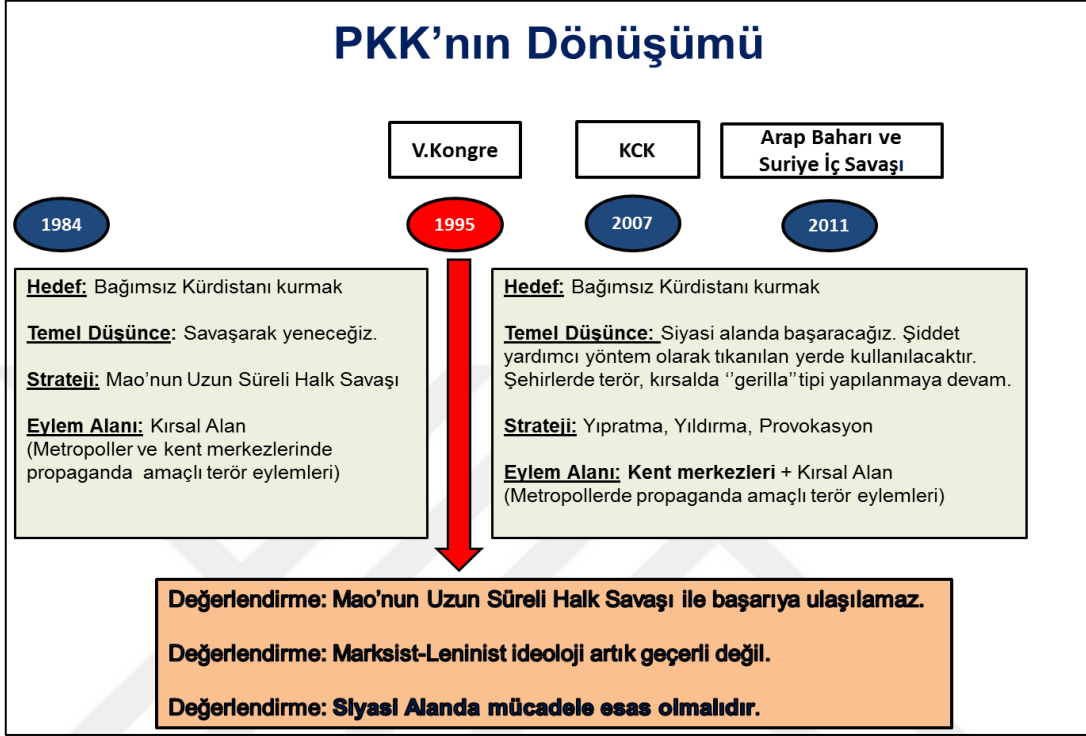 PKK’nın Dönüşümü
V.Kongre
KCK
Arap Baharı ve
Suriye İç Savaşı
1984
1995
2007
2011
Hedef: Bağımsız Kürdistanı kurmak
Temel Düşünce: Savaşarak yeneceğiz.
Strateji: Mao’nun Uzun Süreli Halk Savaşı
Eylem Alanı: Kırsal Alan
(Metropoller ve kent merkezlerinde
propaganda amaçlı terör eylemleri)
Hedef: Bağımsız Kürdistanı kurmak
Temel Düşünce: Siyasi alanda başaracağız. Şiddet
yardımcı yöntem olarak tıkanılan yerde kullanılacaktır.
Şehirlerde terör, kırsalda ‘’gerilla’’ tipi yapılanmaya devam.
Strateji: Yıpratma, Yıldırma, Provokasyon
Eylem Alanı: Kent merkezleri + Kırsal Alan
(Metropollerde propaganda amaçlı terör eylemleri)
Değerlendirme: Mao’nun Uzun Süreli Halk Savaşı ile başarıya ulaşılamaz.
Değerlendirme: Marksist-Leninist ideoloji artık geçerli değil.
Değerlendirme: Siyasi Alanda mücadele esas olmalıdır.